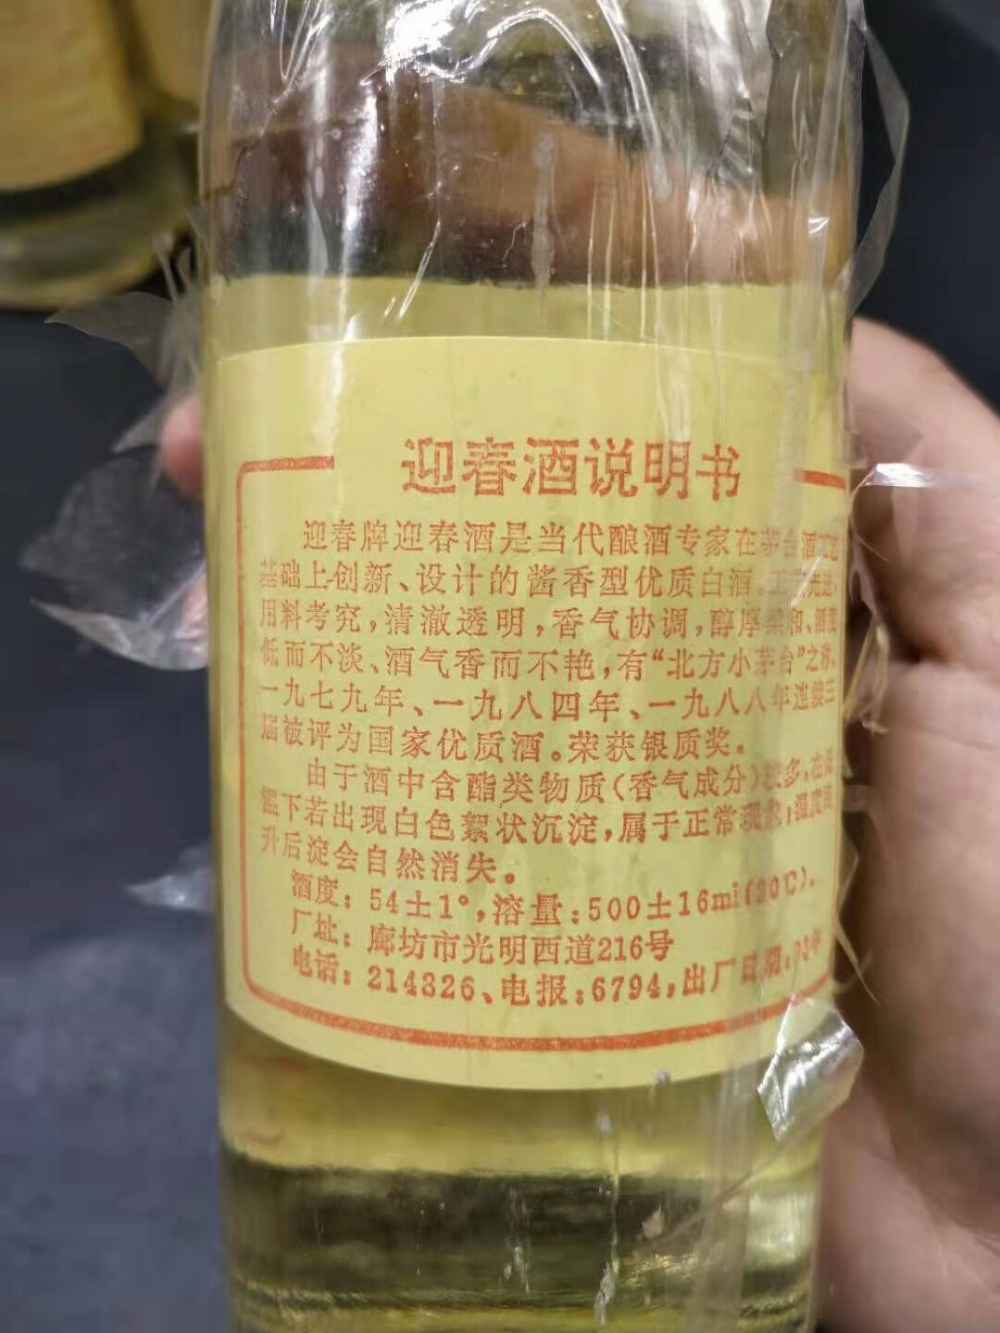 迎春酒说明书
迎春牌迎春酒是当代酿酒专家在茅台酒工艺
基础上创新、设计的酱香型优质白酒。
用料考究，清澈透明，香气协调，醇厚
低而不淡、酒气香而不艳，有“北方小茅台”之称。
一九七九年、一九八四年、一九八八年连续三
届被评为国家优质酒。荣获银质奖。
由于酒中含酯类物质（香气成分）较多，在
温下若出现白色絮状沉淀，属于正常现象；温度
升后淀会自然消失。
酒度：54±1°，溶量：500±16ml(20℃)．
厂址：廊坊市光明西道216号
电话：214326、电报：6794，出厂日期：93年